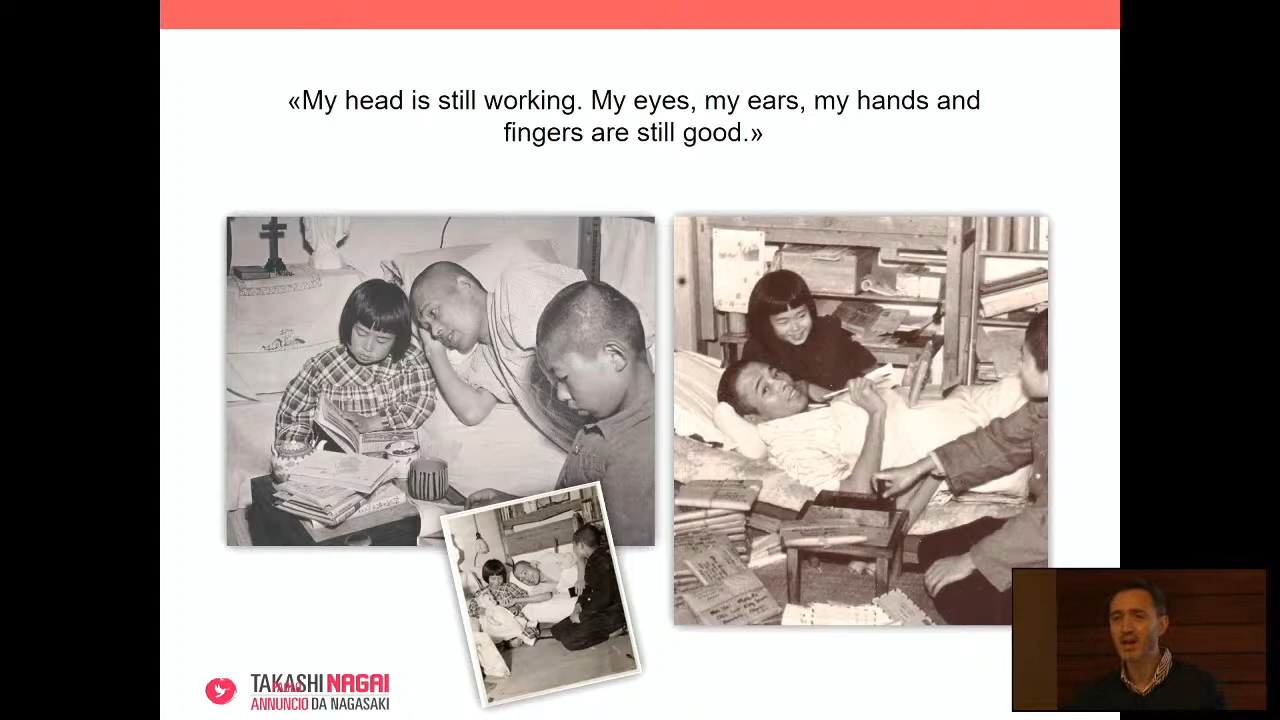 «My head is still working. My eyes, my ears, my hands and
fingers are still good.»
TAKASHI NAGAI
PAOLO
ANNUNCIO DA NAGASAKI